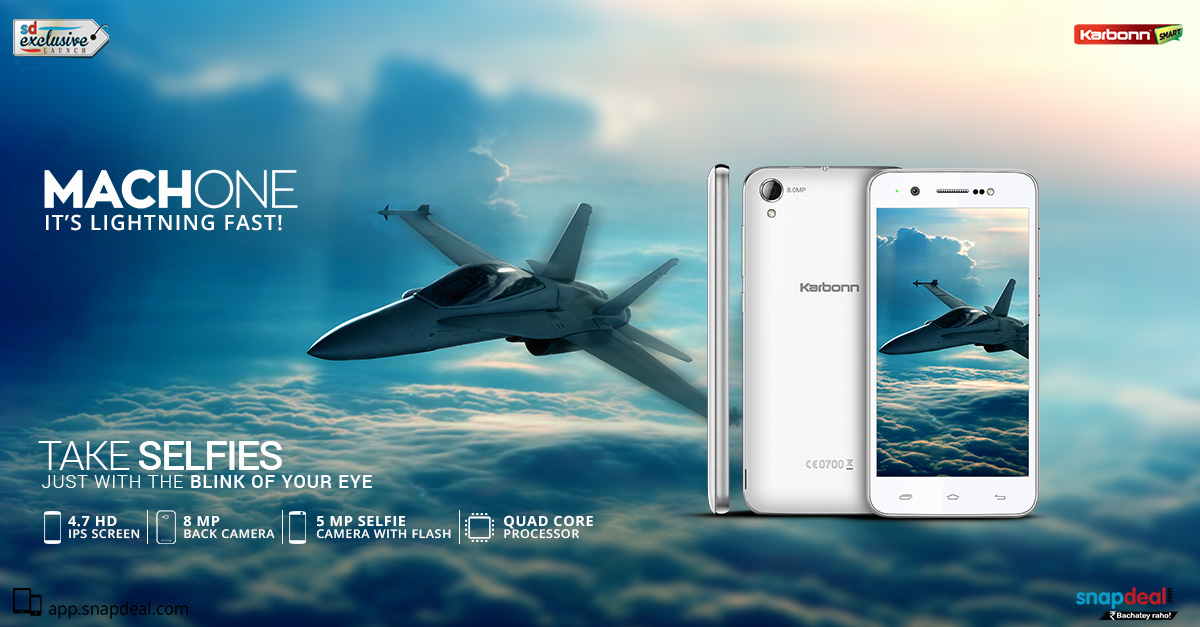 sd
exclusive
LAUNCH
Karbonn SMART
MACHONE
IT'S LIGHTNING FAST!
8.0MP
Karbonn
CE0700
TAKE SELFIES
JUST WITH THE BLINK OF YOUR EYE
4.7 HD
IPS SCREEN
8 MP
BACK CAMERA
5 MP SELFIE
CAMERA WITH FLASH
QUAD CORE
PROCESSOR
app.snapdeal.com
snapdeal
₹ Bachatey raho!